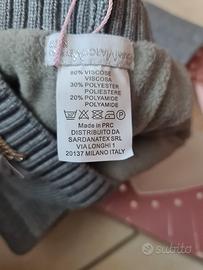 50% VISCOSE
VISCOSA
30% POLYESTER
POLIESTERE
20% POLYAMIDE
POLYAMIDE
Made in PRC
DISTRIBUITO DA
SARDANATEX SRL
VIA LONGHI 1
20137 MILANO ITALY
subito